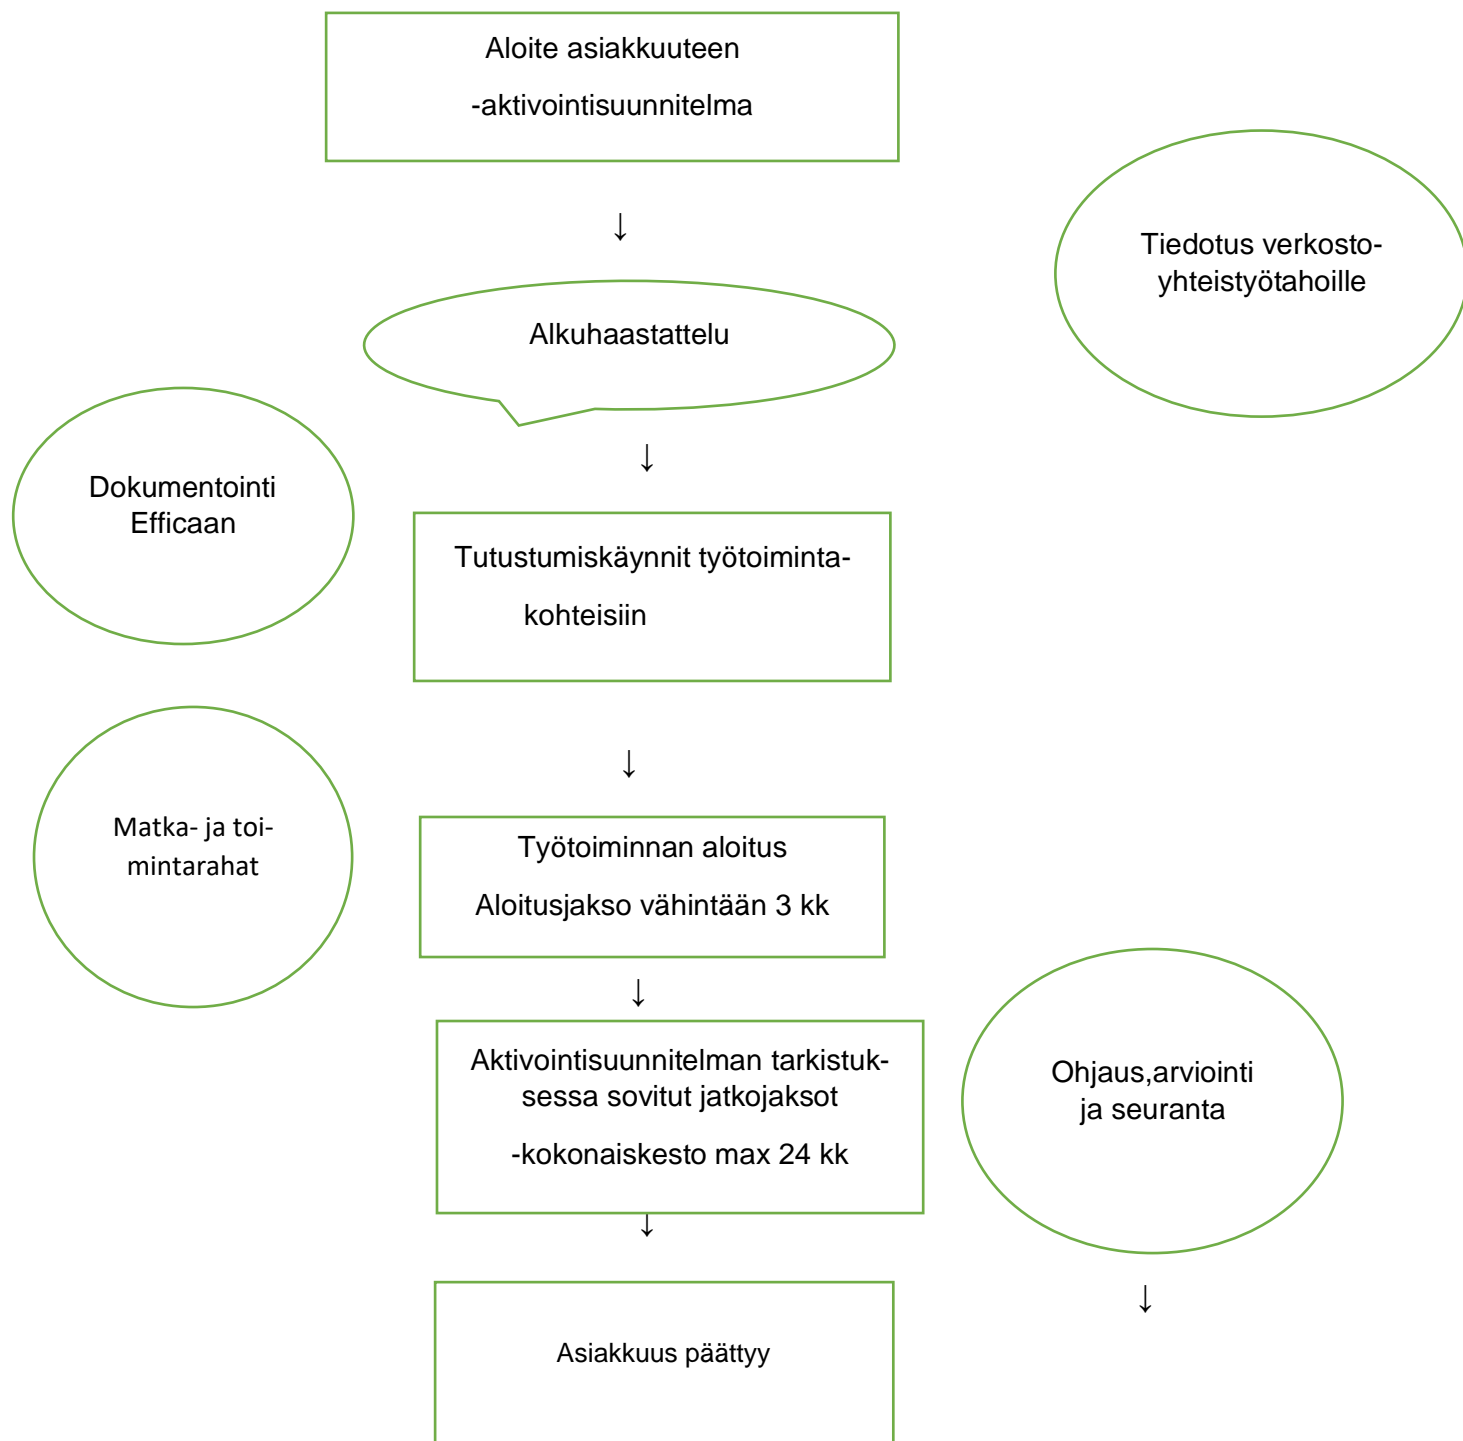 Aloite asiakkuuteen
-aktivointisuunnitelma
↓
Tiedotus verkosto-
yhteistyötahoille
Alkuhaastattelu
↓
Dokumentointi
Efficaan
Tutustumiskäynnit työtoiminta-
kohteisiin
↓
Matka- ja toi-
mintarahat
Työtoiminnan aloitus
Aloitusjakso vähintään 3 kk
↓
Aktivointisuunnitelman tarkistuk-
sessa sovitut jatkojaksot
-kokonaiskesto max 24 kk
Ohjaus,arviointi
ja seuranta
↓
↓
Asiakkuus päättyy